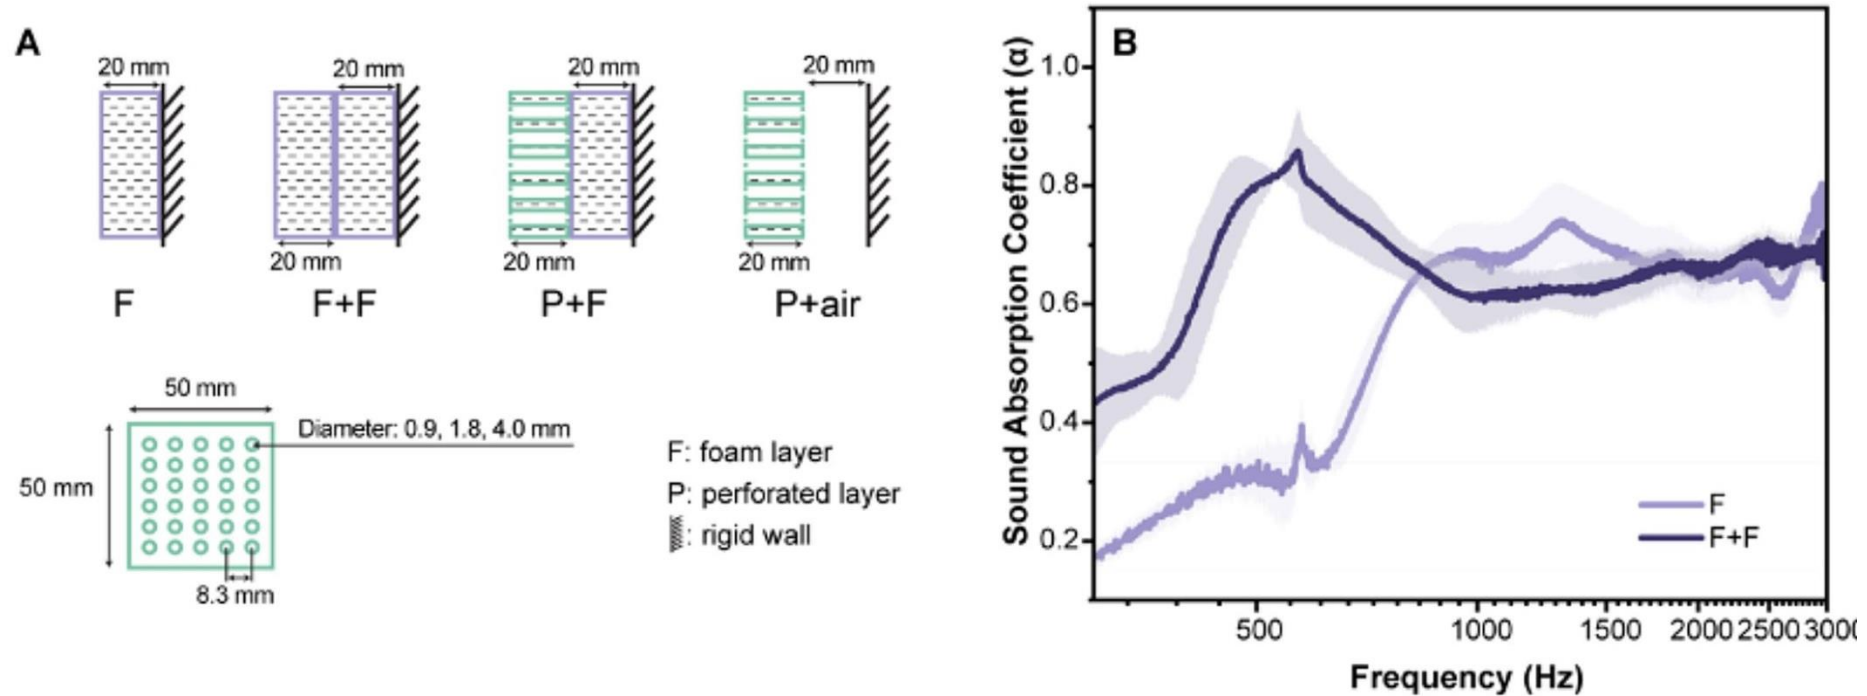 A
20 mm
20 mm
20 mm
20 mm
20 mm
20 mm
20 mm
F
F+F
P+F
P+air
50 mm
50 mm
Diameter: 0.9, 1.8, 4.0 mm
8.3 mm
F: foam layer
P: perforated layer
: rigid wall
B
Sound Absorption Coefficient (α)
1.0
0.8
0.6
0.4
0.2
F
F+F
500
1000
1500
2000
2500
3000
Frequency (Hz)